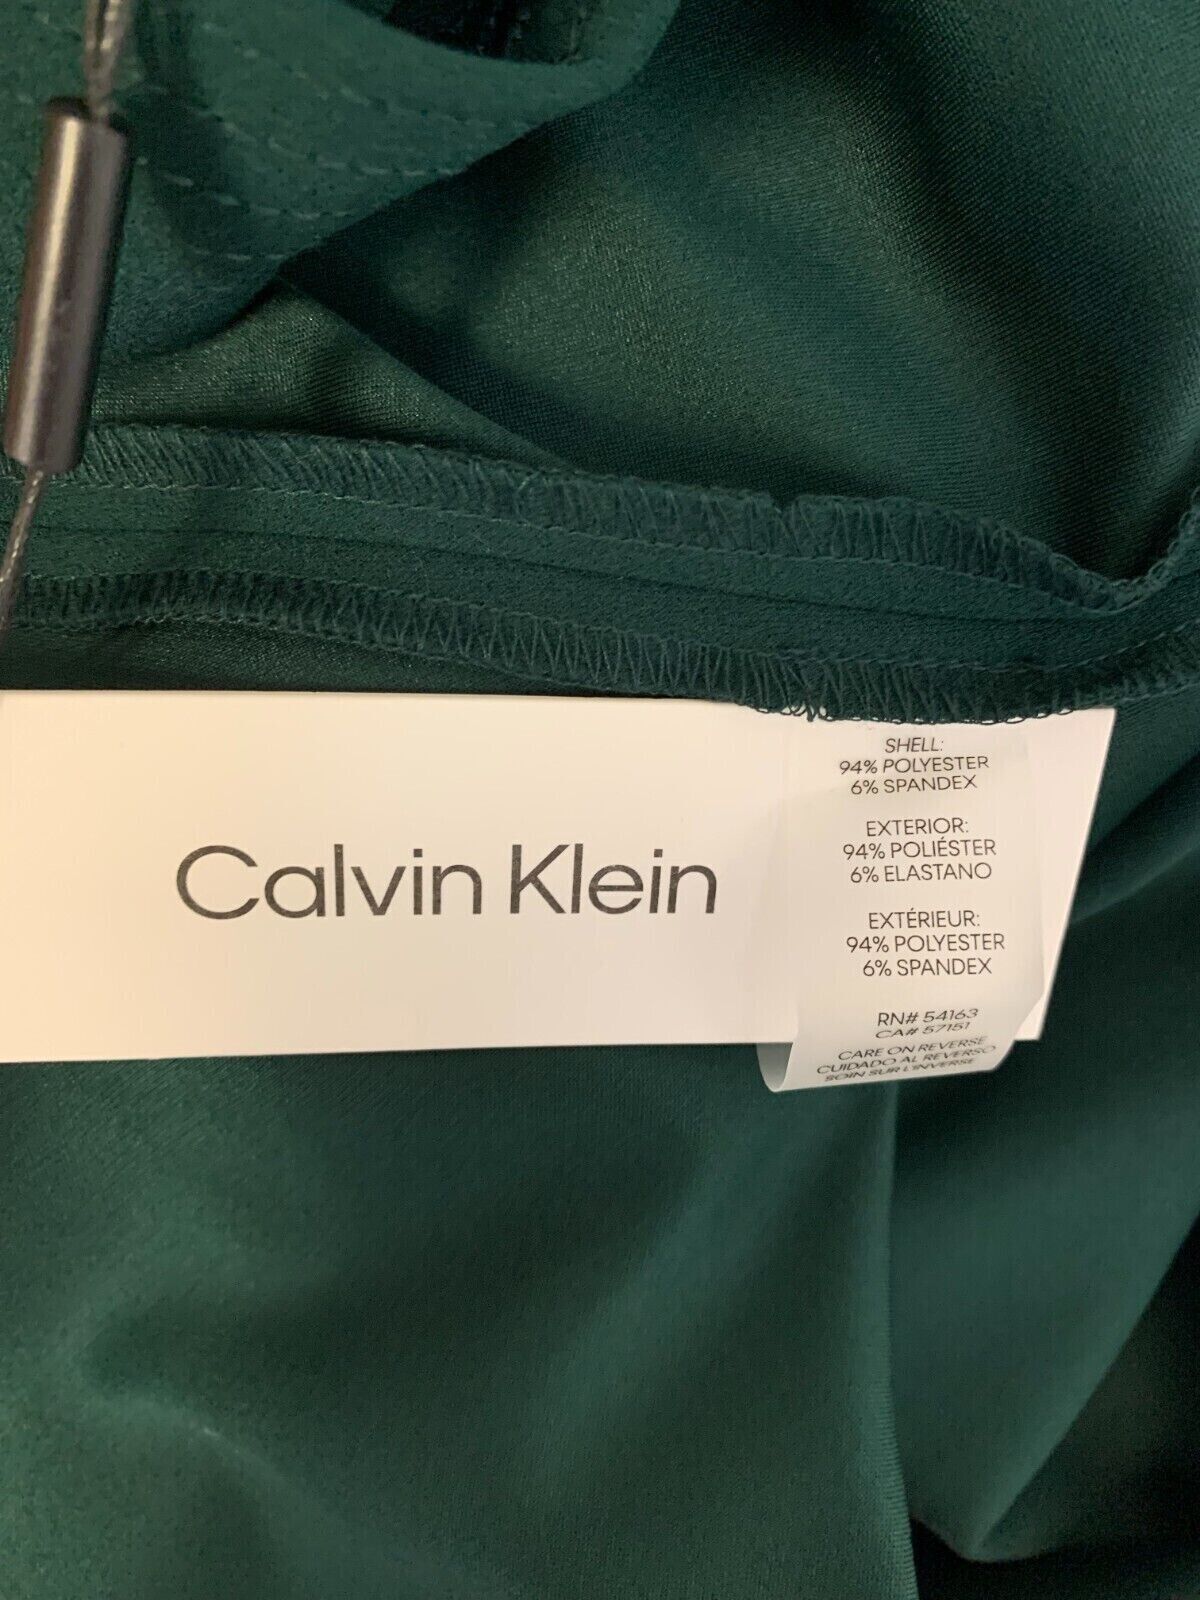 Calvin Klein
SHELL:
94% POLYESTER
6% SPANDEX
EXTERIOR:
94% POLIÉSTER
6% ELASTANO
EXTÉRIEUR:
94% POLYESTER
6% SPANDEX
RN# 54163
CA# 57151
CARE ON REVERSE
CUIDADO AL REVERSO
SOIN SUR L'INVERSE